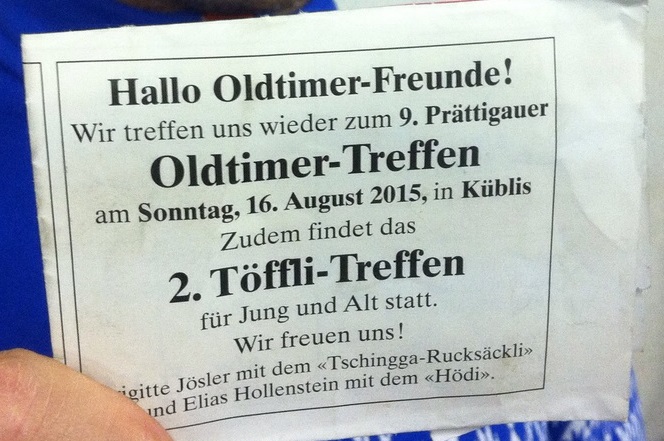 Hallo Oldtimer-Freunde!
Wir treffen uns wieder zum 9. Prättigauer
Oldtimer-Treffen
am Sonntag, 16. August 2015, in Küblis
Zudem findet das
2. Töffli-Treffen
für Jung und Alt statt.
Wir freuen uns!
Jösler mit dem «Tschingga-Rucksäckli»
und Elias Hollenstein mit dem «Hödi».